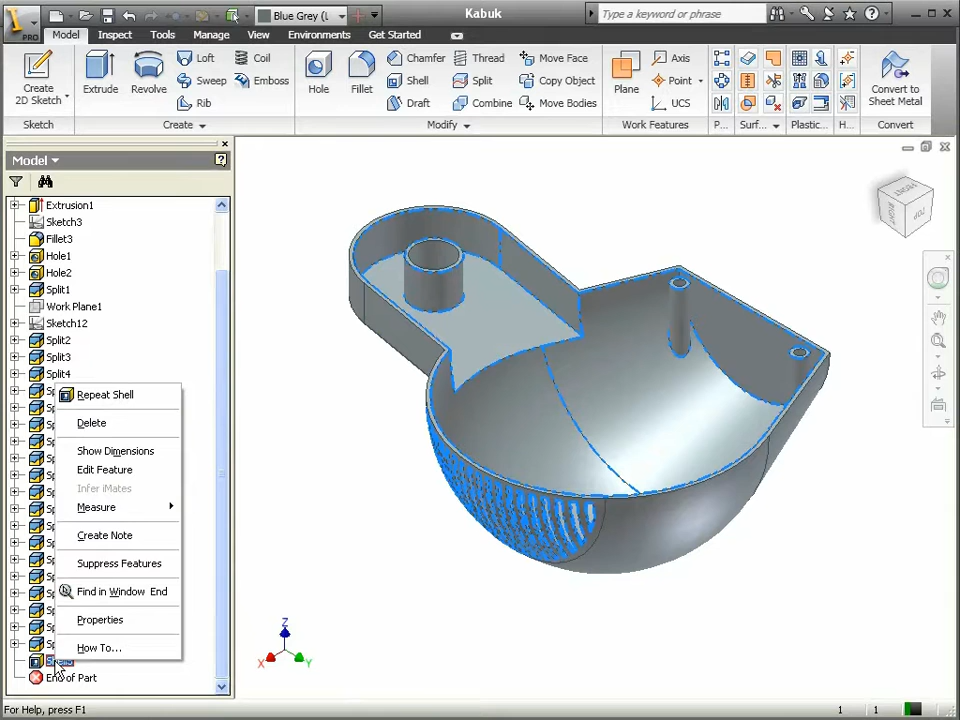 PRO
Blue Grey (l
Kabuk
Type a keyword or phrase
Model Inspect Tools Manage View Environments Get Started
Create
2D Sketch
Extrude
Revolve
Loft
Sweep
Rib
Coil
Emboss
Hole
Fillet
Chamfer
Shell
Draft
Thread
Split
Combine
Move Face
Copy Object
Move Bodies
Plane
Axis
Point
UCS
Convert to
Sheet Metal
Sketch Create Modify Work Features P... Surf... Plastic... H... Convert
Model
Extrusion1
Sketch3
Fillet3
Hole1
Hole2
Split1
Work Plane1
Sketch12
Split2
Split3
Split4
Repeat Shell
Delete
Show Dimensions
Edit Feature
Infer iMates
Measure
Create Note
Suppress Features
Find in Window End
Properties
How To...
End of Part
FRONT
RIGHT
TOP
Z
X
Y
For Help, press F1
1 1